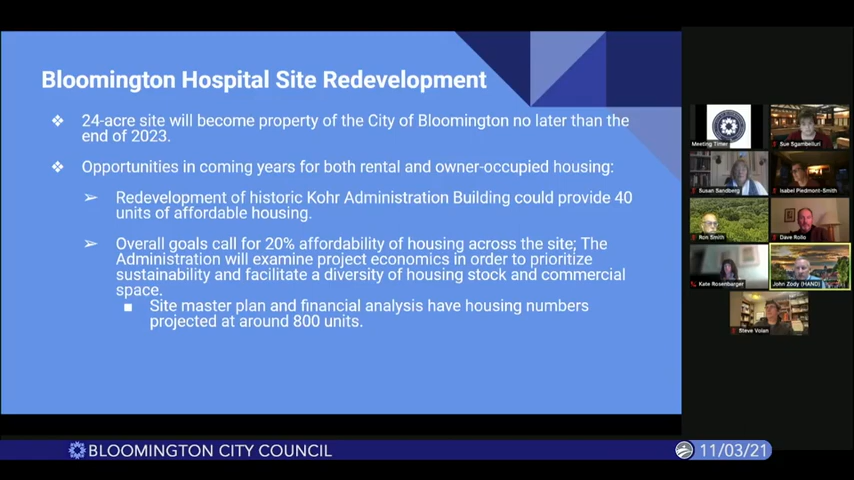 Bloomington Hospital Site Redevelopment
❖ 24-acre site will become property of the City of Bloomington no later than the
end of 2023.
❖ Opportunities in coming years for both rental and owner-occupied housing:
➢ Redevelopment of historic Kohr Administration Building could provide 40
units of affordable housing.
➢ Overall goals call for 20% affordability of housing across the site; The
Administration will examine project economics in order to prioritize
sustainability and facilitate a diversity of housing stock and commercial
space.
■ Site master plan and financial analysis have housing numbers
projected at around 800 units.
Meeting Timer
Sue Sgambelluri
Susan Sandberg
Isabel Piedmont-Smith
Ron Smith
Dave Rollo
Kate Rosenbarger
John Zody (HAND)
Steve Volan
BLOOMINGTON CITY COUNCIL
11/03/21